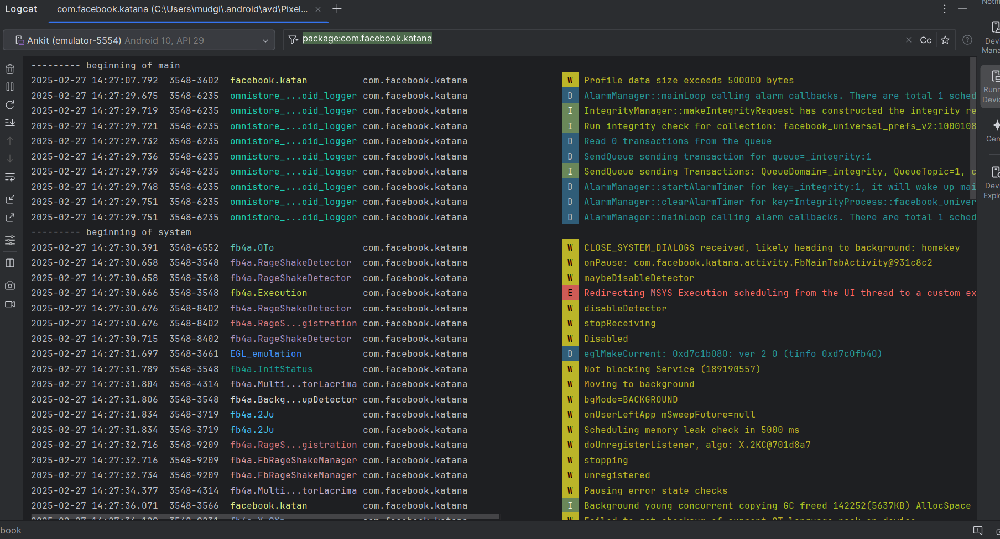 Logcat
com.facebook.katana (C:\Users\mudgi\.android\avd\Pixel...
Ankit (emulator-5554) Android 10, API 29
package:com.facebook.katana
Cc
--------- beginning of main
2025-02-27 14:27:07.792 3548-3602 facebook.katan com.facebook.katana W Profile data size exceeds 500000 bytes
2025-02-27 14:27:29.675 3548-6235 omnistore_...oid_logger com.facebook.katana D AlarmManager::mainLoop calling alarm callbacks. There are total 1 sched
2025-02-27 14:27:29.719 3548-6235 omnistore_...oid_logger com.facebook.katana I IntegrityManager::makeIntegrityRequest has constructed the integrity re
2025-02-27 14:27:29.721 3548-6235 omnistore_...oid_logger com.facebook.katana I Run integrity check for collection: facebook_universal_prefs_v2:1000108
2025-02-27 14:27:29.732 3548-6235 omnistore_...oid_logger com.facebook.katana D Read 0 transactions from the queue
2025-02-27 14:27:29.736 3548-6235 omnistore_...oid_logger com.facebook.katana D SendQueue sending transaction for queue=_integrity:1
2025-02-27 14:27:29.739 3548-6235 omnistore_...oid_logger com.facebook.katana I SendQueue sending Transactions: QueueDomain=_integrity, QueueTopic=1, c
2025-02-27 14:27:29.748 3548-6235 omnistore_...oid_logger com.facebook.katana D AlarmManager::startAlarmTimer for key=_integrity:1, it will wake up mai
2025-02-27 14:27:29.751 3548-6235 omnistore_...oid_logger com.facebook.katana D AlarmManager::clearAlarmTimer for key=IntegrityProcess::facebook_univer
2025-02-27 14:27:29.751 3548-6235 omnistore_...oid_logger com.facebook.katana D AlarmManager::mainLoop calling alarm callbacks. There are total 1 sched
--------- beginning of system
2025-02-27 14:27:30.391 3548-6552 fb4a.0To com.facebook.katana W CLOSE_SYSTEM_DIALOGS received, likely heading to background: homekey
2025-02-27 14:27:30.658 3548-3548 fb4a.RageShakeDetector com.facebook.katana W onPause: com.facebook.katana.activity.FbMainTabActivity@931c8c2
2025-02-27 14:27:30.658 3548-3548 fb4a.RageShakeDetector com.facebook.katana W maybeDisableDetector
2025-02-27 14:27:30.666 3548-3548 fb4a.Execution com.facebook.katana E Redirecting MSYS Execution scheduling from the UI thread to a custom ex
2025-02-27 14:27:30.676 3548-8402 fb4a.RageShakeDetector com.facebook.katana W disableDetector
2025-02-27 14:27:30.676 3548-8402 fb4a.RageS...gistration com.facebook.katana W stopReceiving
2025-02-27 14:27:30.715 3548-8402 fb4a.RageShakeDetector com.facebook.katana W Disabled
2025-02-27 14:27:31.697 3548-3661 EGL_emulation com.facebook.katana D eglMakeCurrent: 0xd7c1b080: ver 2 0 (tinfo 0xd7c0fb40)
2025-02-27 14:27:31.789 3548-3548 fb4a.InitStatus com.facebook.katana W Not blocking Service (189190557)
2025-02-27 14:27:31.804 3548-4314 fb4a.Multi...torLacrima com.facebook.katana W Moving to background
2025-02-27 14:27:31.806 3548-3548 fb4a.Backg...upDetector com.facebook.katana W bgMode=BACKGROUND
2025-02-27 14:27:31.834 3548-3719 fb4a.2Ju com.facebook.katana W onUserLeftApp mSweepFuture=null
2025-02-27 14:27:31.834 3548-3719 fb4a.2Ju com.facebook.katana W Scheduling memory leak check in 5000 ms
2025-02-27 14:27:32.716 3548-9209 fb4a.RageS...gistration com.facebook.katana W doUnregisterListener, algo: X.2KC@701d8a7
2025-02-27 14:27:32.716 3548-9209 fb4a.FbRageShakeManager com.facebook.katana W stopping
2025-02-27 14:27:32.734 3548-9209 fb4a.FbRageShakeManager com.facebook.katana W unregistered
2025-02-27 14:27:34.377 3548-4314 fb4a.Multi...torLacrima com.facebook.katana W Pausing error state checks
2025-02-27 14:27:36.071 3548-3566 facebook.katan com.facebook.katana I Background young concurrent copying GC freed 142252(5637KB) AllocSpace
book
Notifi
Dev
Mana
Runn
Devic
Gem
Dev
Explo